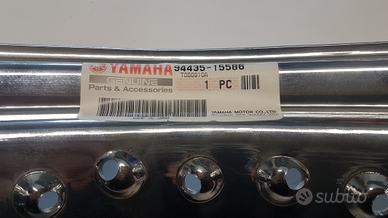 YAMAHA 94435-15586
GENUINE
Parts & Accessories 1 PC
YAMAHA MOTOR CO.,LTD.
subito